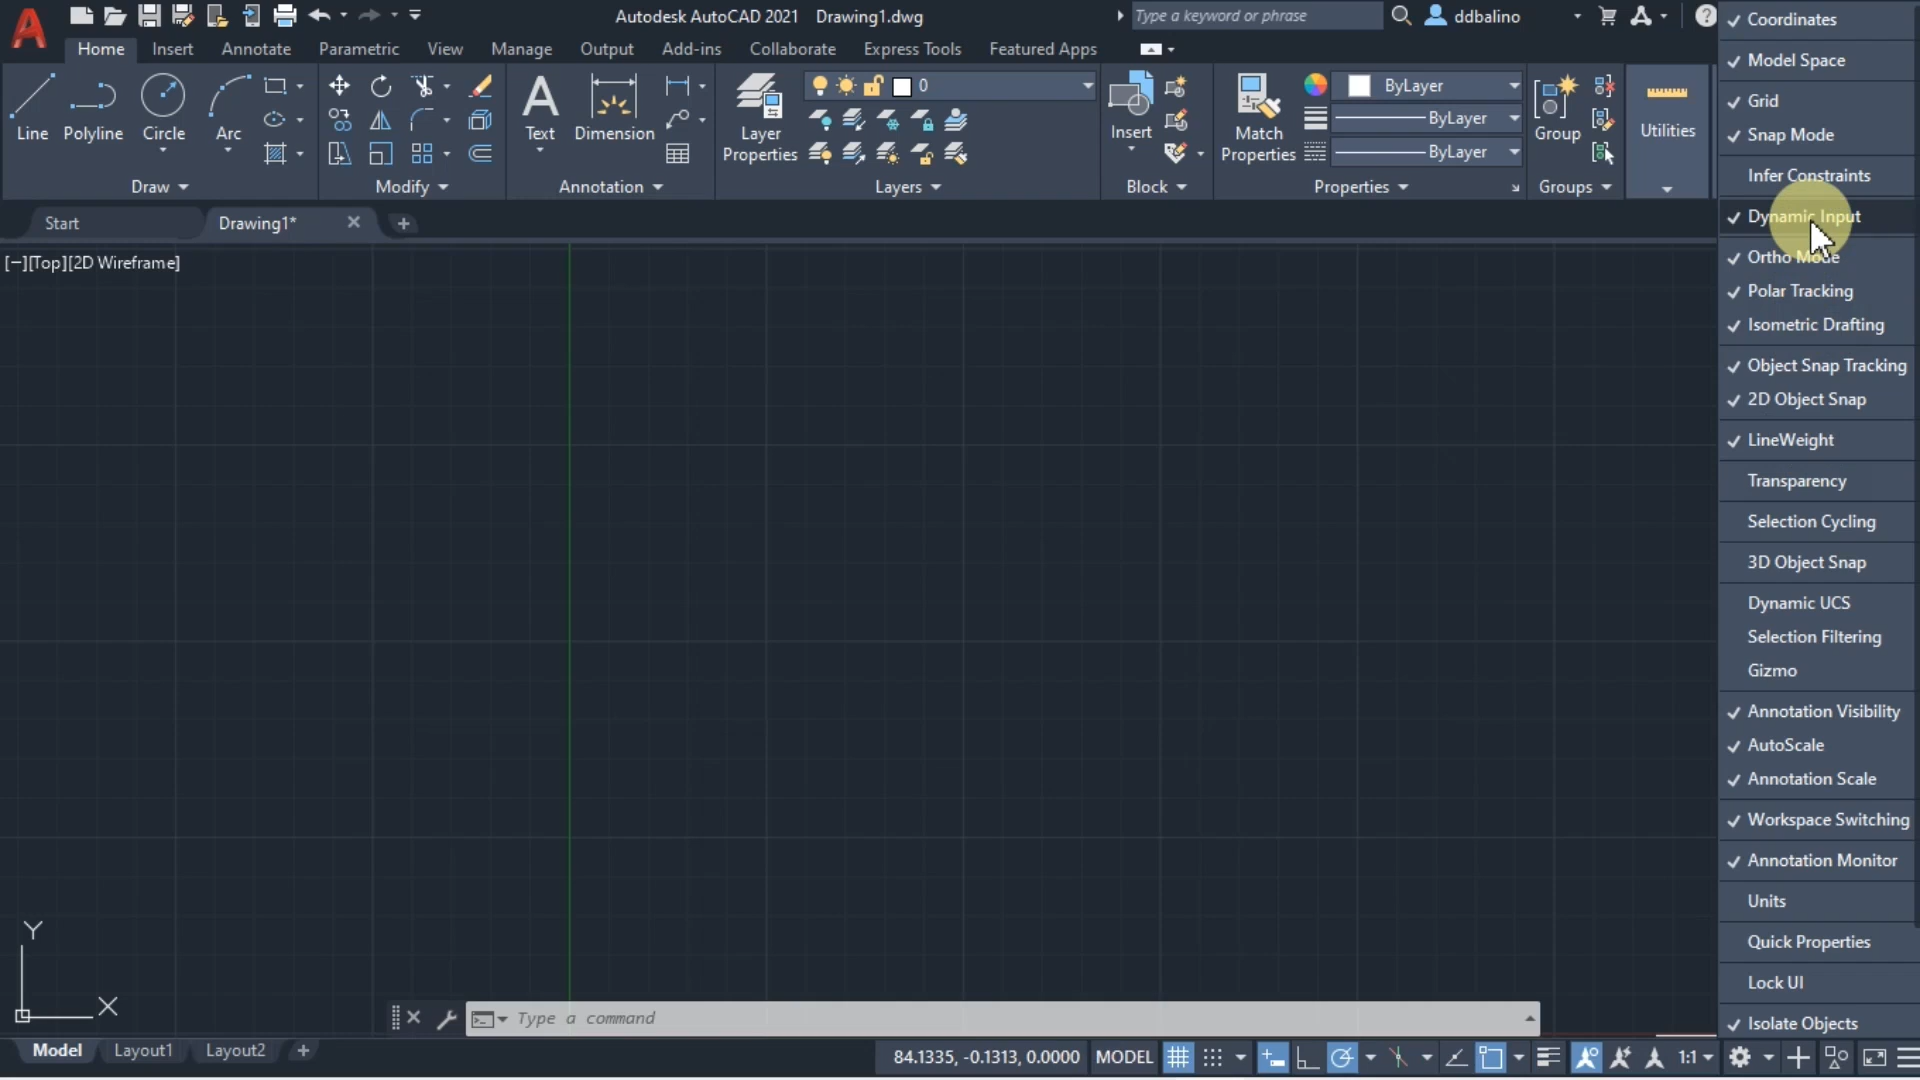 Autodesk AutoCAD 2021 Drawing1.dwg
Type a keyword or phrase
ddbalino
Home Insert Annotate Parametric View Manage Output Add-ins Collaborate Express Tools Featured Apps
Line Polyline Circle Arc
Draw
Modify
Text Dimension
Annotation
Layer
Properties
0
Layers
Insert
Block
Match
Properties
ByLayer
ByLayer
ByLayer
Properties
Group
Groups
Utilities
Start Drawing1*
[−][Top][2D Wireframe]
Coordinates
Model Space
Grid
Snap Mode
Infer Constraints
Dynamic Input
Ortho Mode
Polar Tracking
Isometric Drafting
Object Snap Tracking
2D Object Snap
LineWeight
Transparency
Selection Cycling
3D Object Snap
Dynamic UCS
Selection Filtering
Gizmo
Annotation Visibility
AutoScale
Annotation Scale
Workspace Switching
Annotation Monitor
Units
Quick Properties
Lock UI
Isolate Objects
Y
X
Type a command
Model Layout1 Layout2
84.1335, -0.1313, 0.0000 MODEL 1:1